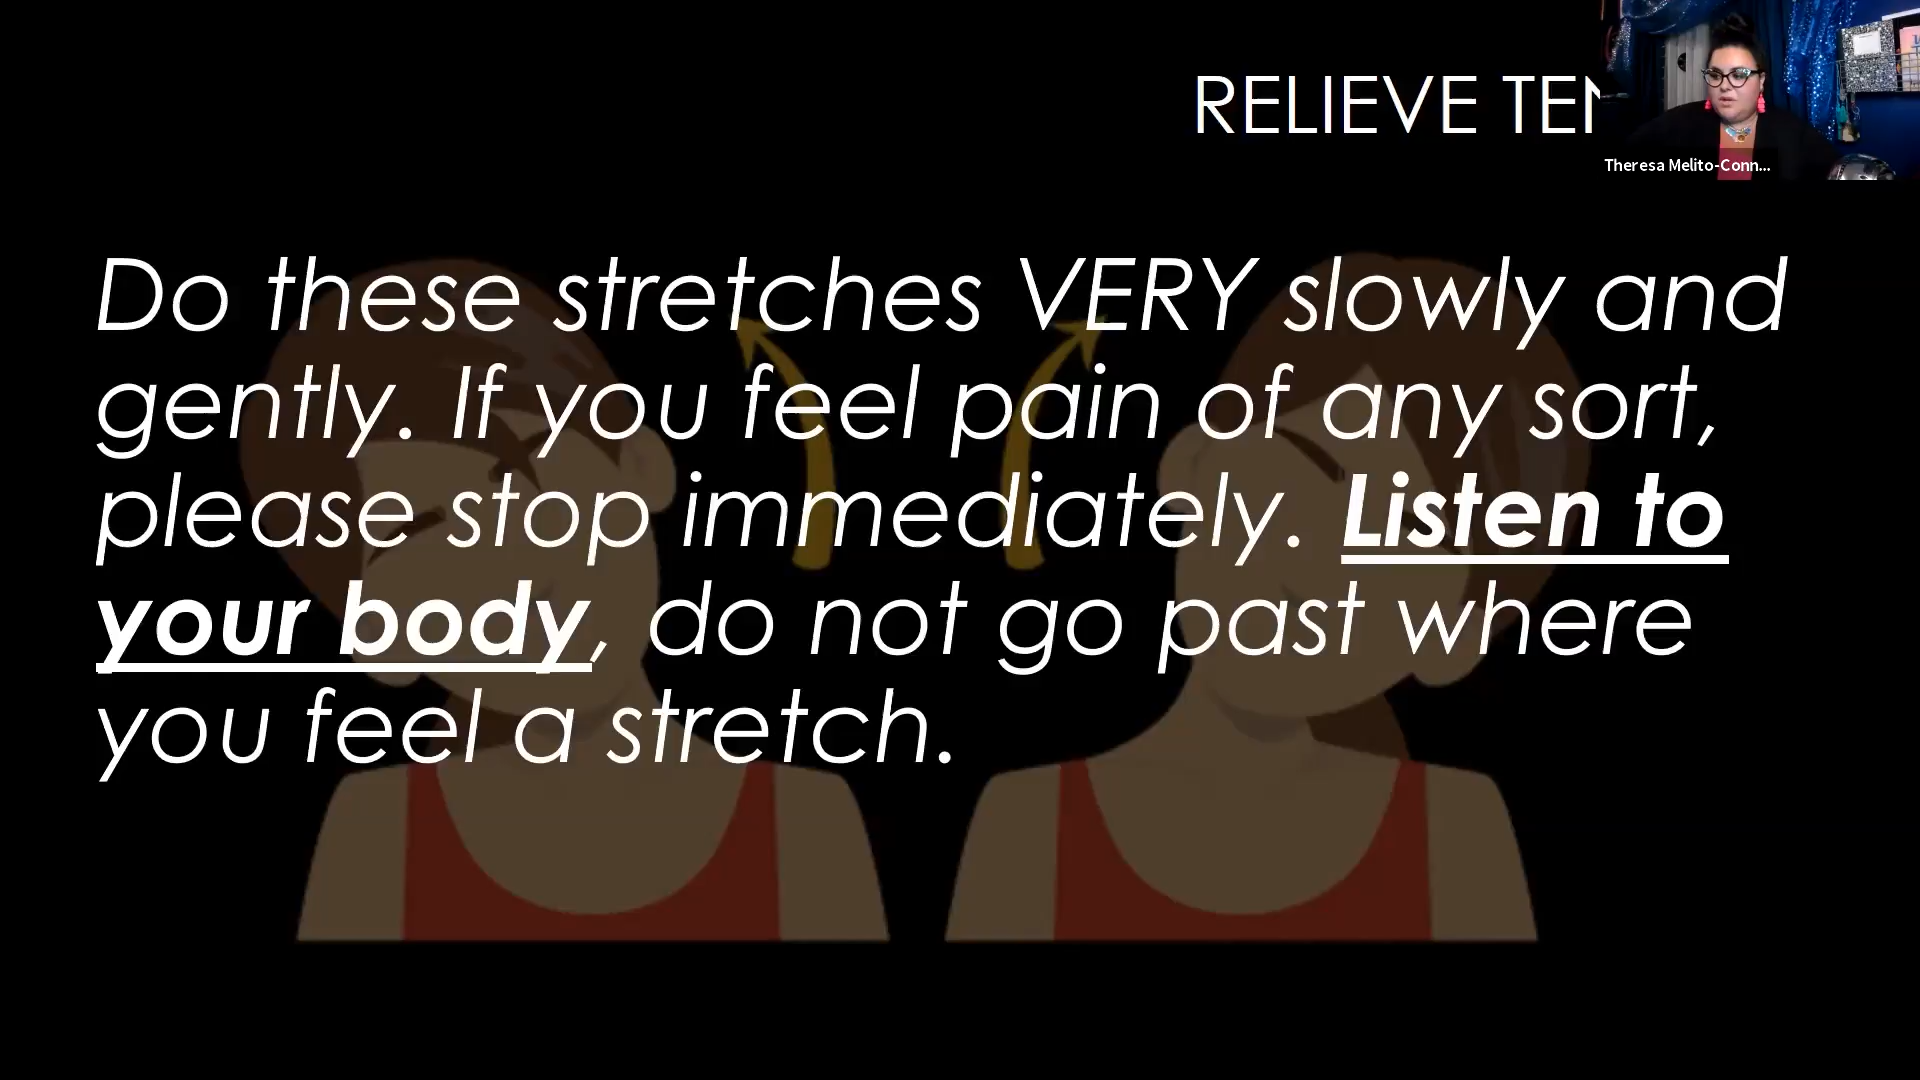 RELIEVE TEN
Theresa Melito-Conn...
Do these stretches VERY slowly and
gently. If you feel pain of any sort,
please stop immediately. Listen to
your body, do not go past where
you feel a stretch.